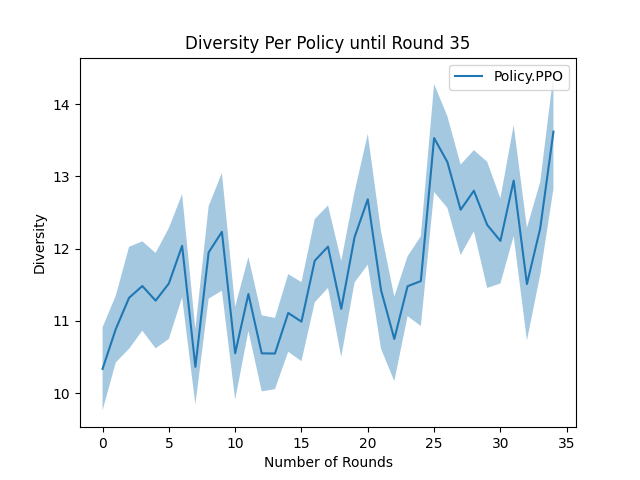 Diversity Per Policy until Round 35
Policy.PPO
14
13
12
11
10
Diversity
0 5 10 15 20 25 30 35
Number of Rounds